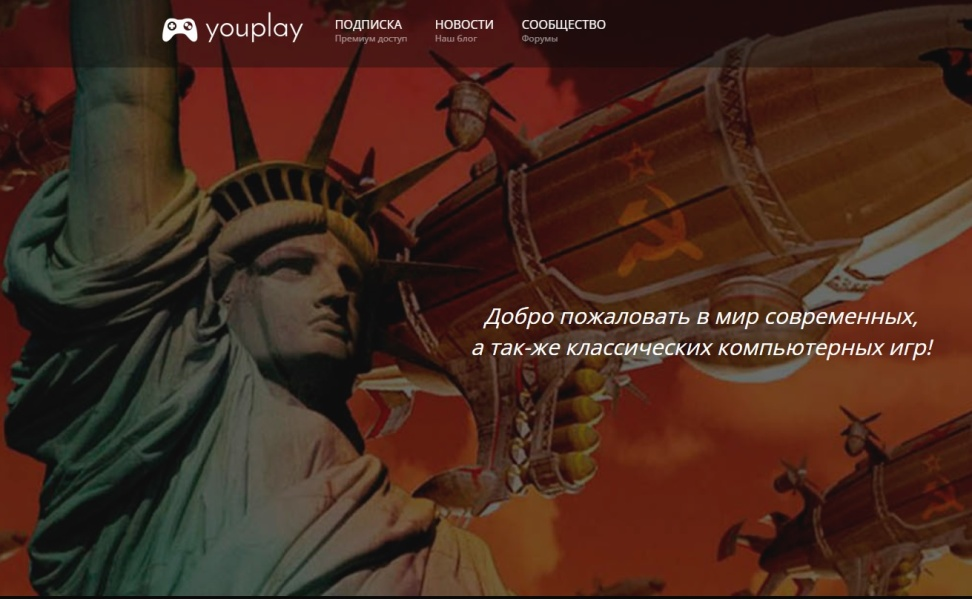 youplay
ПОДПИСКА
Премиум доступ
НОВОСТИ
Наш блог
СООБЩЕСТВО
Форумы
Добро пожаловать в мир современных,
а так-же классических компьютерных игр!